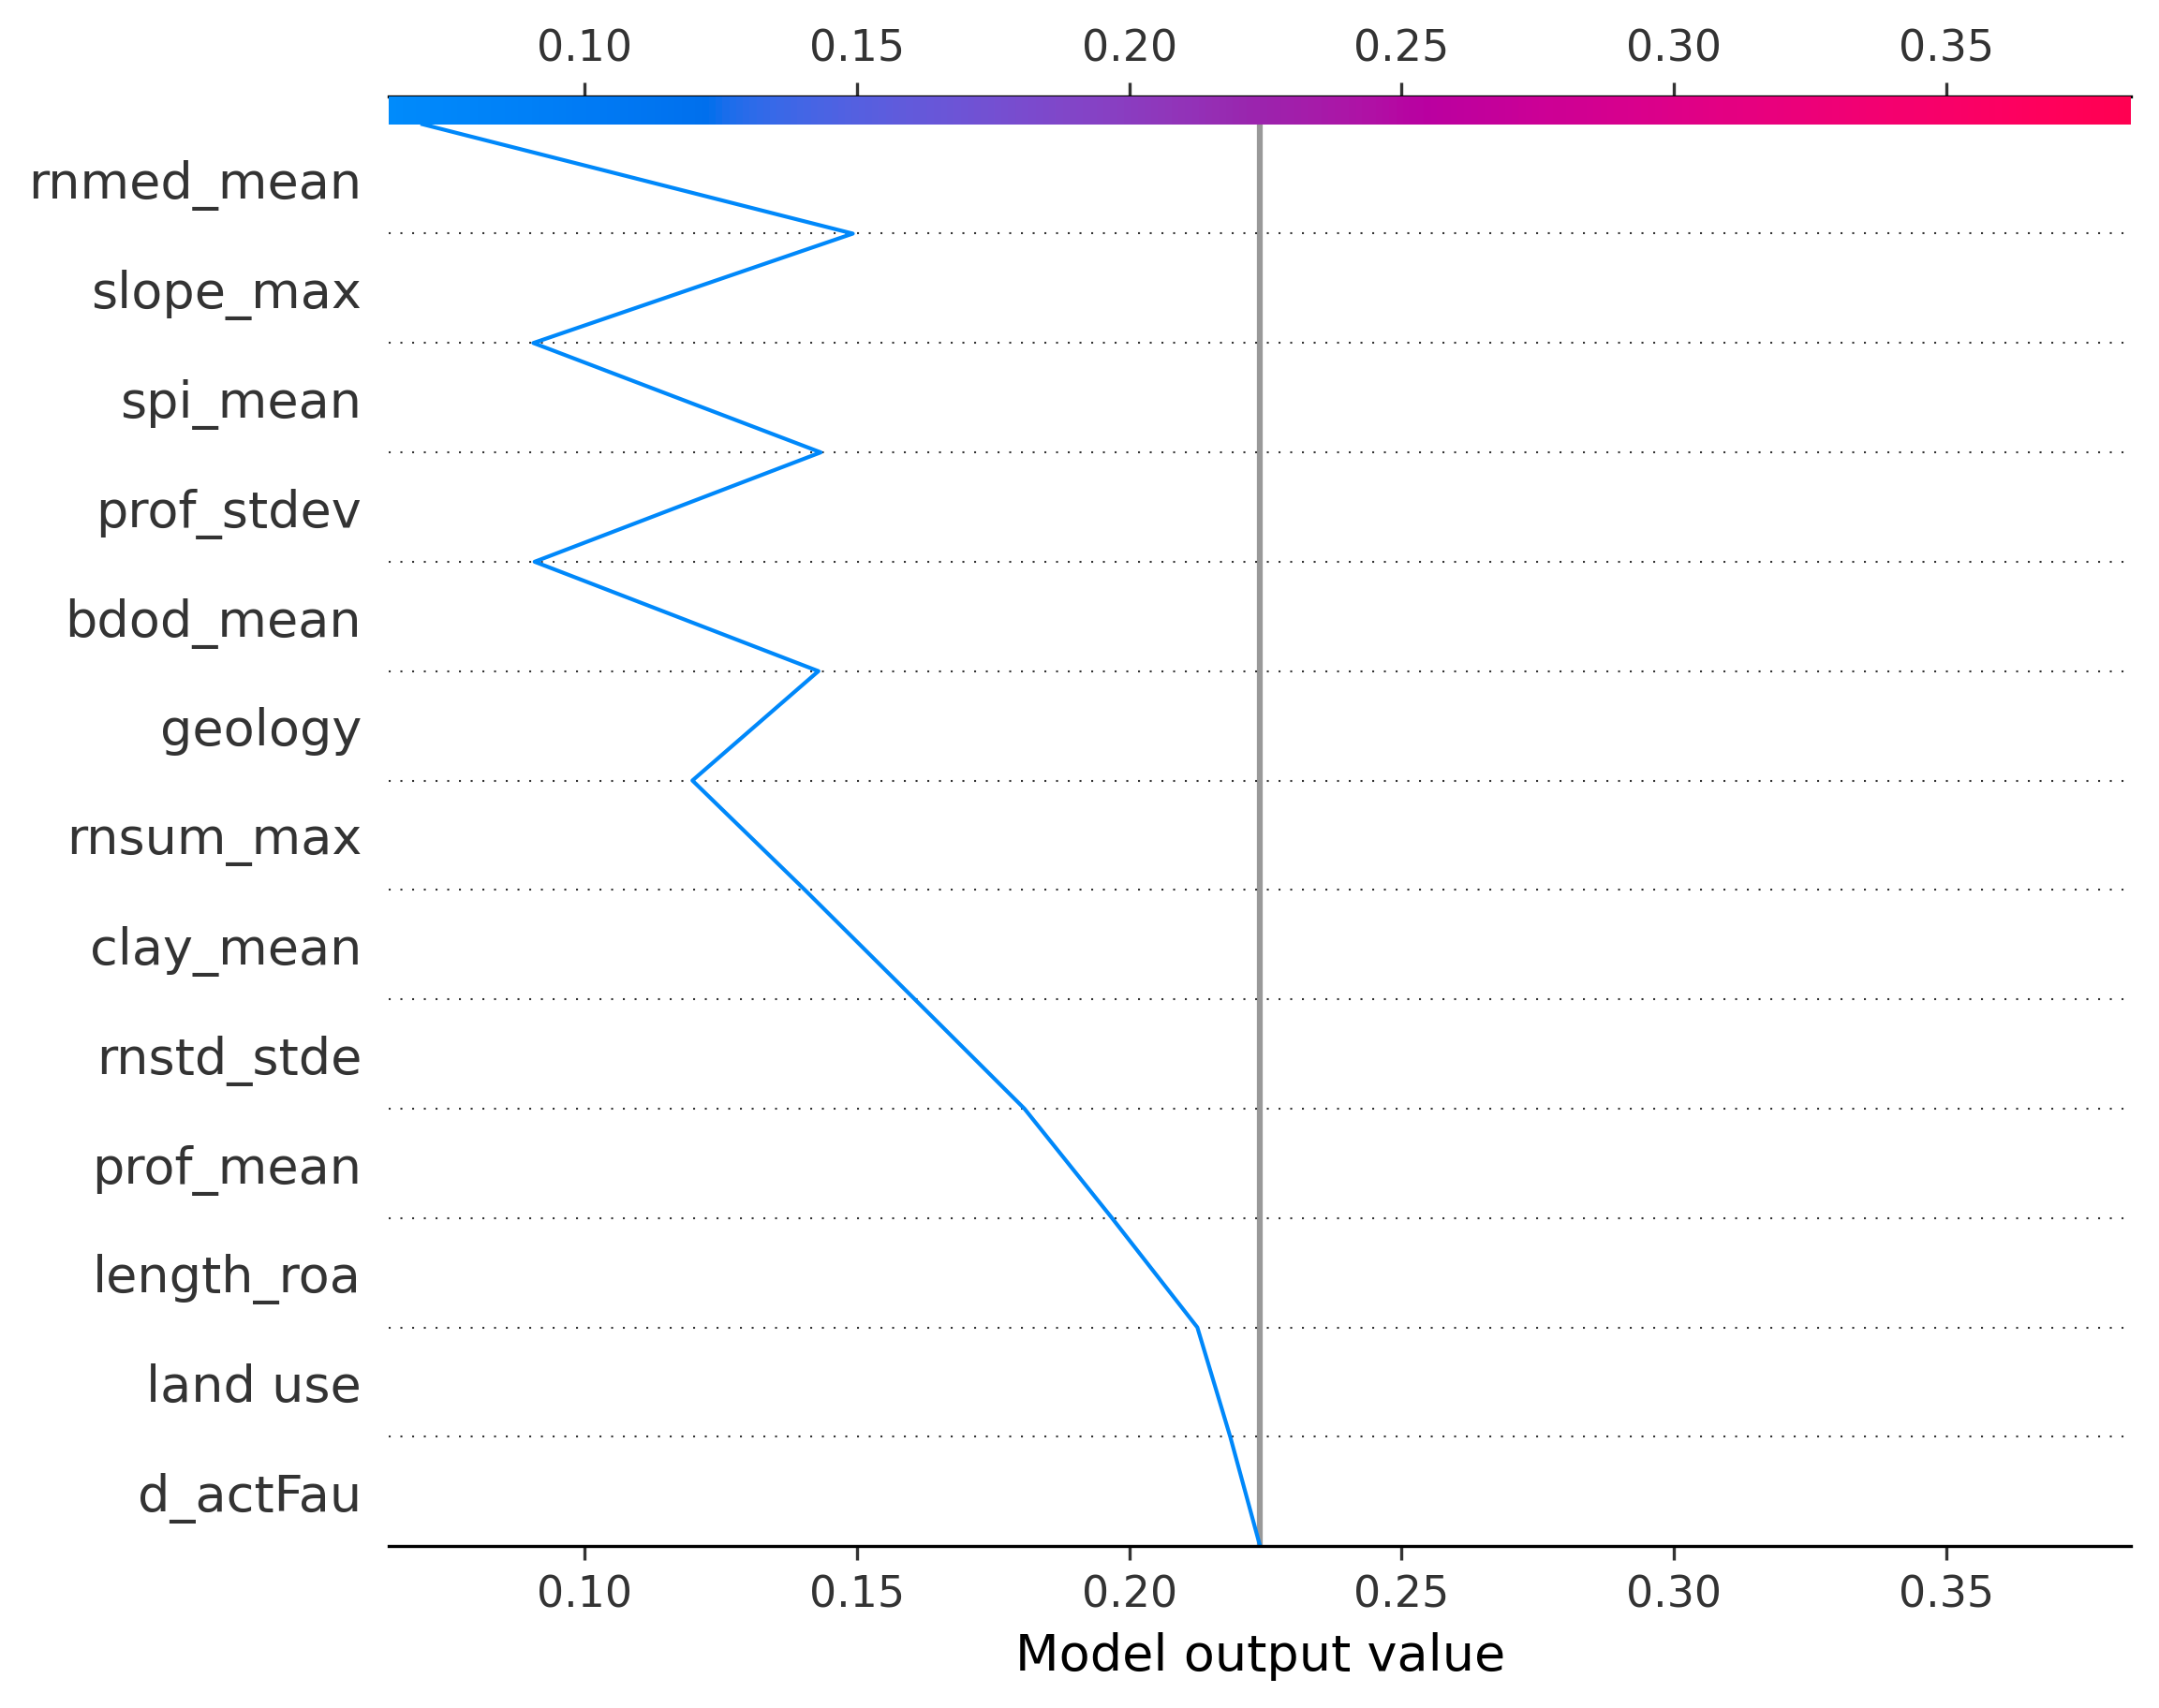 0.10 0.15 0.20 0.25 0.30 0.35
rnmed_mean
slope_max
spi_mean
prof_stdev
bdod_mean
geology
rnsum_max
clay_mean
rnstd_stde
prof_mean
length_roa
land use
d_actFau
0.10 0.15 0.20 0.25 0.30 0.35
Model output value